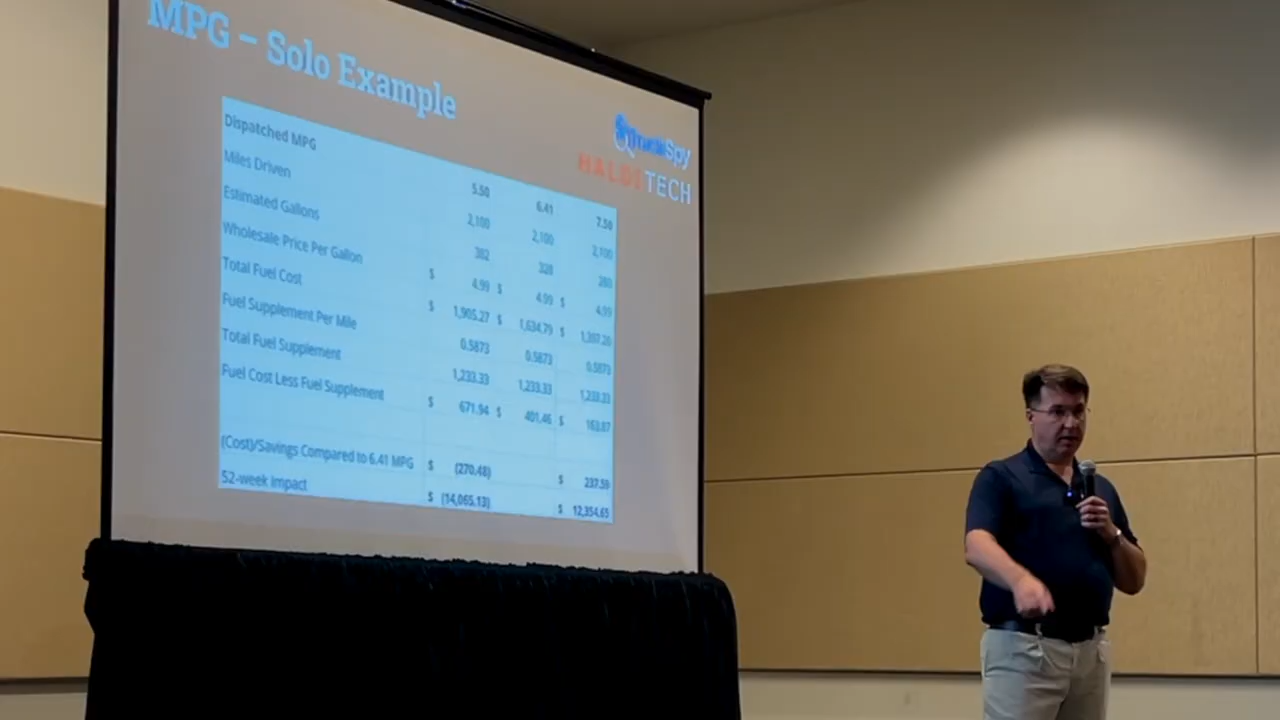 MPG – Solo Example
TruckSpy
HALDITECH
Dispatched MPG 5.50 6.41 7.50
Miles Driven 2,100 2,100 2,100
Estimated Gallons 382 328 280
Wholesale Price Per Gallon $ 4.99 $ 4.99 $ 4.99
Total Fuel Cost $ 1,905.27 $ 1,634.79 $ 1,397.20
Fuel Supplement Per Mile 0.5873 0.5873 0.5873
Total Fuel Supplement 1,233.33 1,233.33 1,233.33
Fuel Cost Less Fuel Supplement $ 671.94 $ 401.46 $ 163.87
(Cost)/Savings Compared to 6.41 MPG $ (270.48) $ 237.59
52-week Impact $ (14,065.13) $ 12,354.65